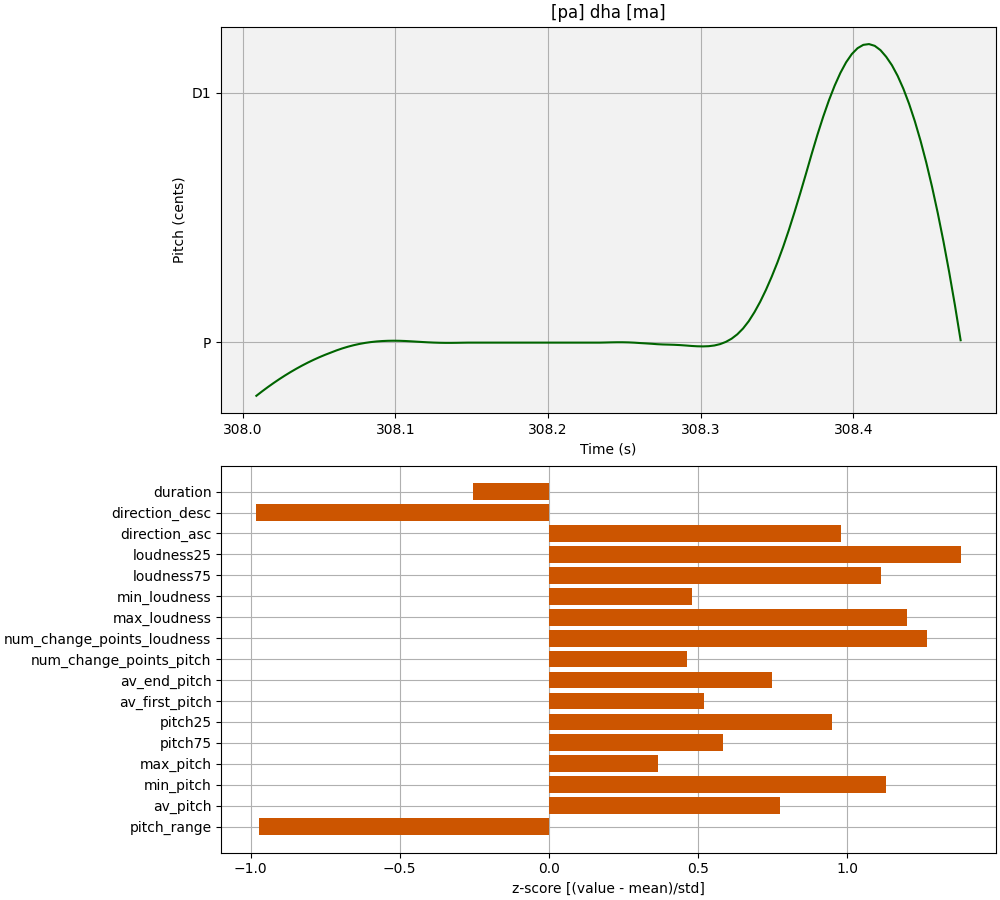 [pa] dha [ma]
D1
P
Pitch (cents)
308.0 308.1 308.2 308.3 308.4
Time (s)
duration
direction_desc
direction_asc
loudness25
loudness75
min_loudness
max_loudness
num_change_points_loudness
num_change_points_pitch
av_end_pitch
av_first_pitch
pitch25
pitch75
max_pitch
min_pitch
av_pitch
pitch_range
−1.0 −0.5 0.0 0.5 1.0
z-score [(value - mean)/std]